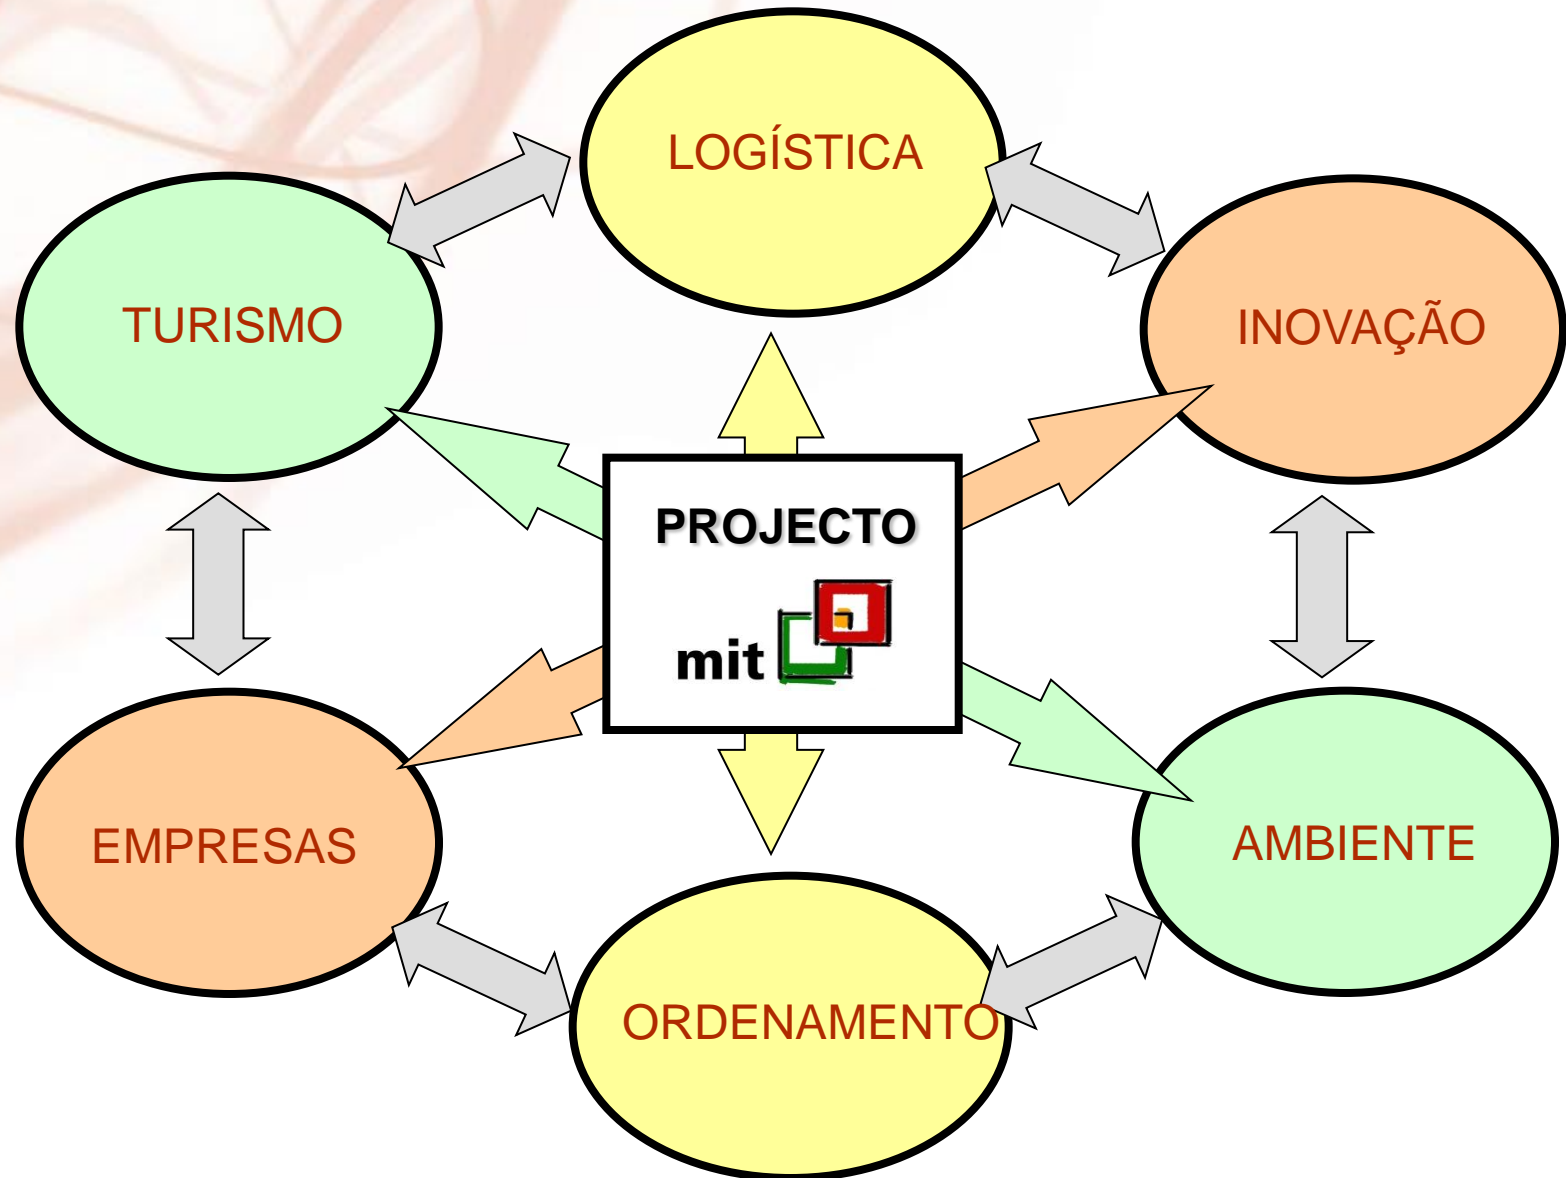 LOGÍSTICA
TURISMO
INOVAÇÃO
PROJECTO
mit
EMPRESAS
AMBIENTE
ORDENAMENTO